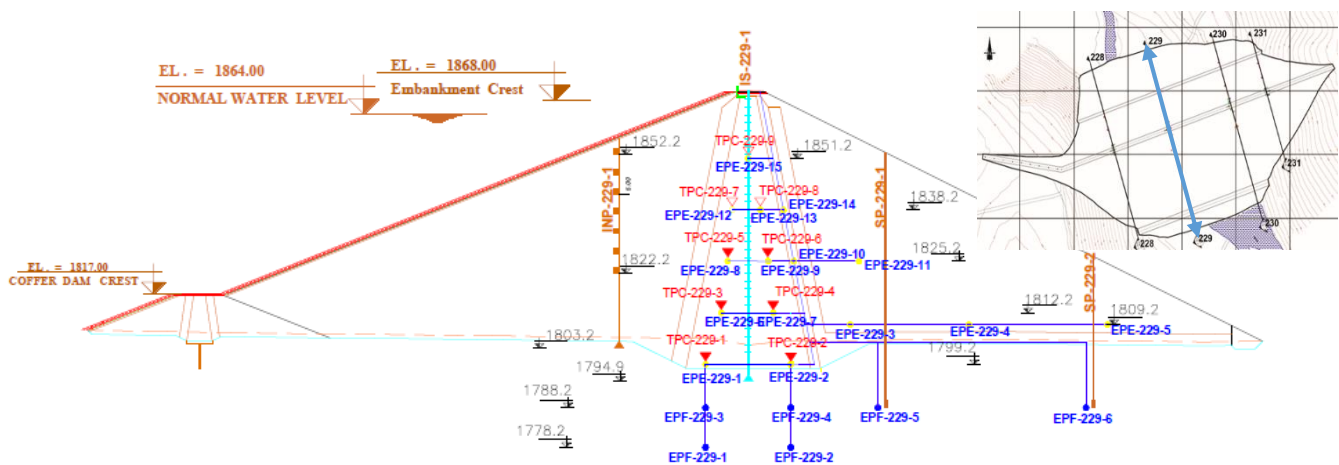 EL . = 1864.00
NORMAL WATER LEVEL
EL . = 1868.00
Embankment Crest
IS-229-1
228
229
230
231
231
230
229
228
1852.2
TPC-229-9
1851.2
EPE-229-15
INP-229-1
TPC-229-7
TPC-229-8
EPE-229-14
EPE-229-12
EPE-229-13
SP-229-1
1838.2
TPC-229-5
TPC-229-6
EPE-229-10
1825.2
EPE-229-8
EPE-229-9
EPE-229-11
EL . = 1817.00
COFFER DAM CREST
1822.2
TPC-229-3
TPC-229-4
SP-229-2
1812.2
1809.2
EPE-229-7
EPE-229-3
EPE-229-4
EPE-229-5
1803.2
TPC-229-1
TPC-229-2
1799.2
1794.9
EPE-229-1
EPE-229-2
1788.2
EPF-229-3
EPF-229-4
EPF-229-5
EPF-229-6
1778.2
EPF-229-1
EPF-229-2